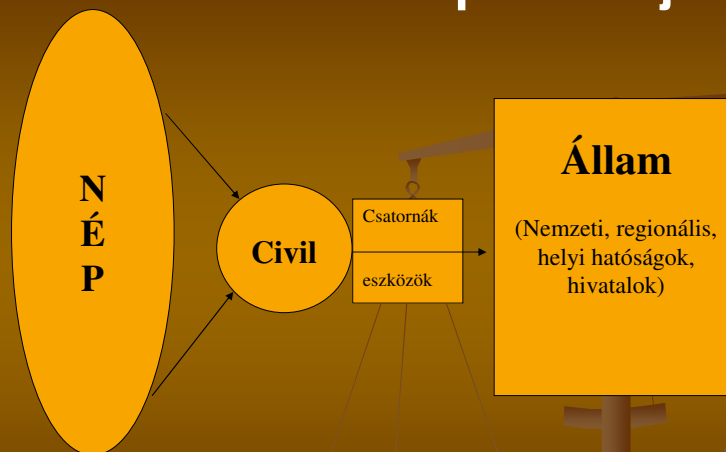 N
É
P
Civil
Csatornák
eszközök
Állam
(Nemzeti, regionális,
helyi hatóságok,
hivatalok)